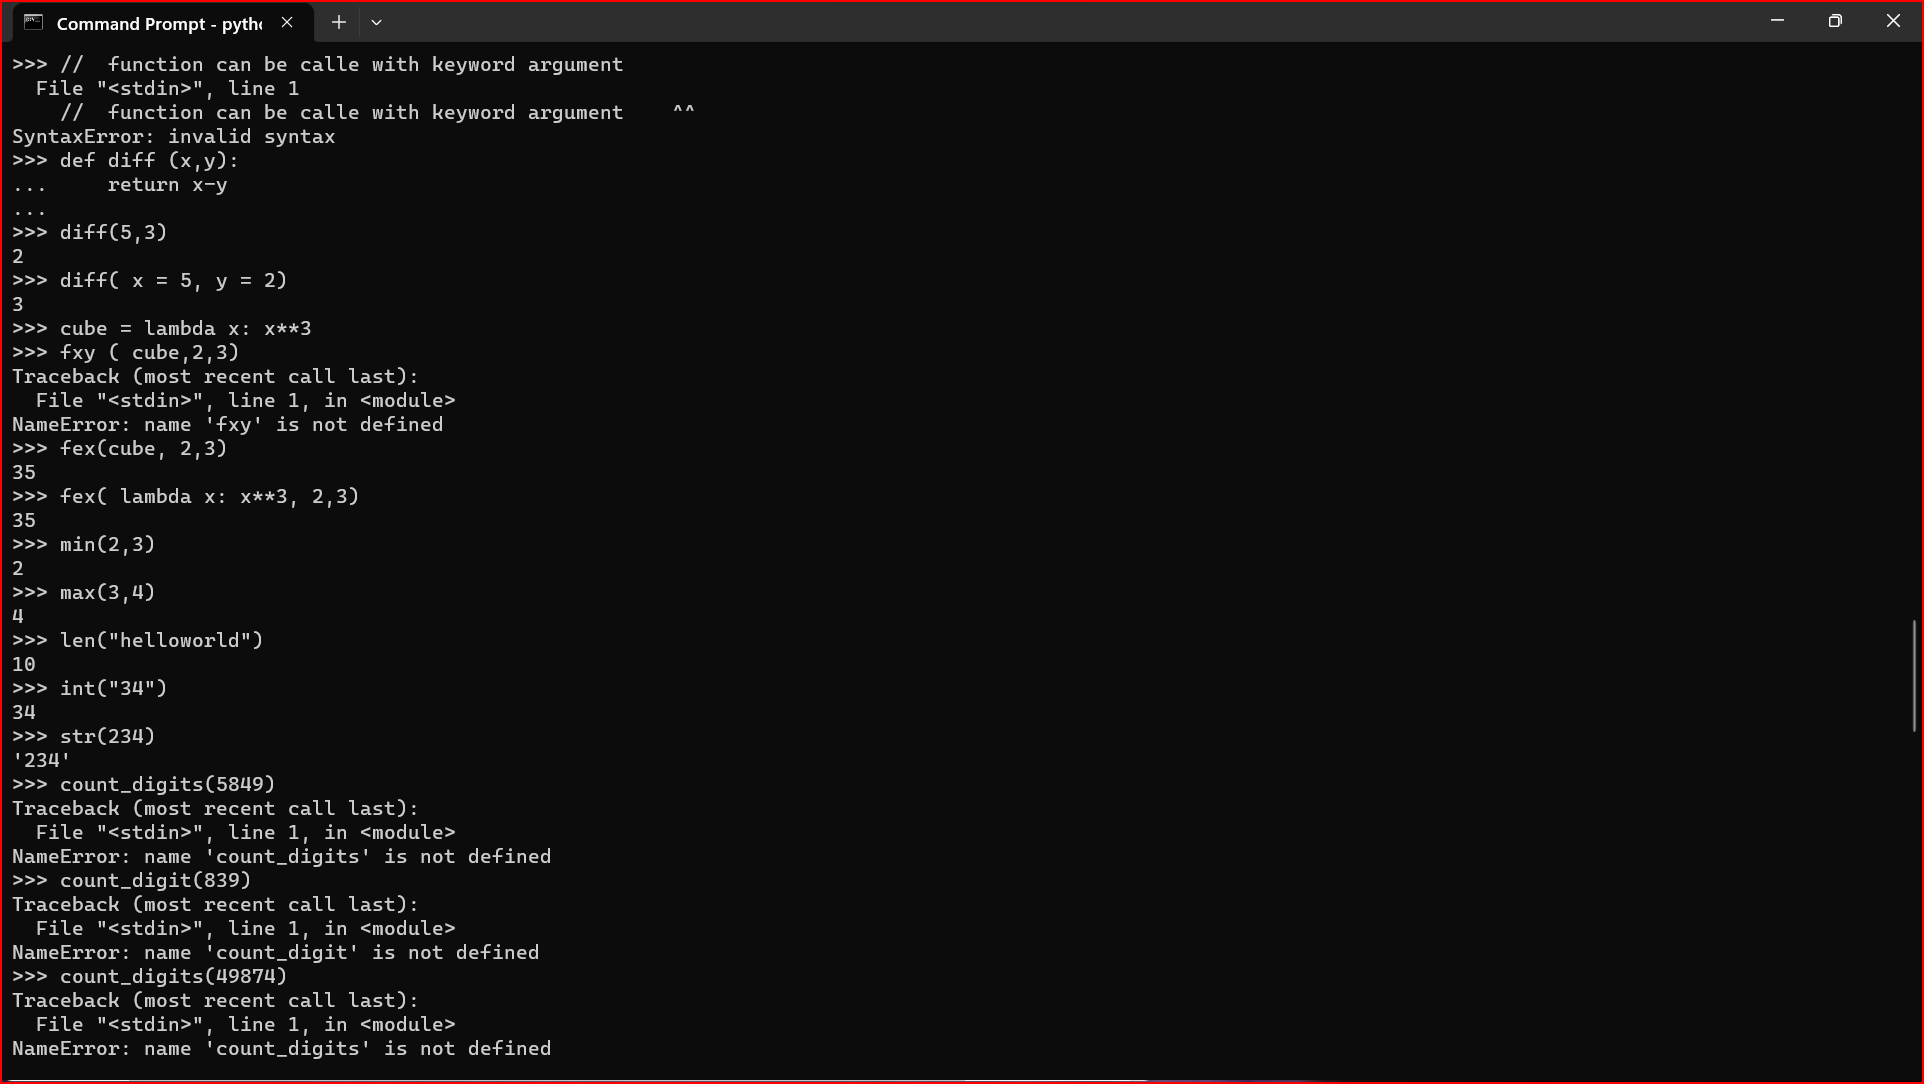 Command Prompt - pyth
>>> //  function can be calle with keyword argument
  File "<stdin>", line 1
    //  function can be calle with keyword argument    ^^
SyntaxError: invalid syntax
>>> def diff (x,y):
...     return x-y
...
>>> diff(5,3)
2
>>> diff( x = 5, y = 2)
3
>>> cube = lambda x: x**3
>>> fxy ( cube,2,3)
Traceback (most recent call last):
  File "<stdin>", line 1, in <module>
NameError: name 'fxy' is not defined
>>> fex(cube, 2,3)
35
>>> fex( lambda x: x**3, 2,3)
35
>>> min(2,3)
2
>>> max(3,4)
4
>>> len("helloworld")
10
>>> int("34")
34
>>> str(234)
'234'
>>> count_digits(5849)
Traceback (most recent call last):
  File "<stdin>", line 1, in <module>
NameError: name 'count_digits' is not defined
>>> count_digit(839)
Traceback (most recent call last):
  File "<stdin>", line 1, in <module>
NameError: name 'count_digit' is not defined
>>> count_digits(49874)
Traceback (most recent call last):
  File "<stdin>", line 1, in <module>
NameError: name 'count_digits' is not defined